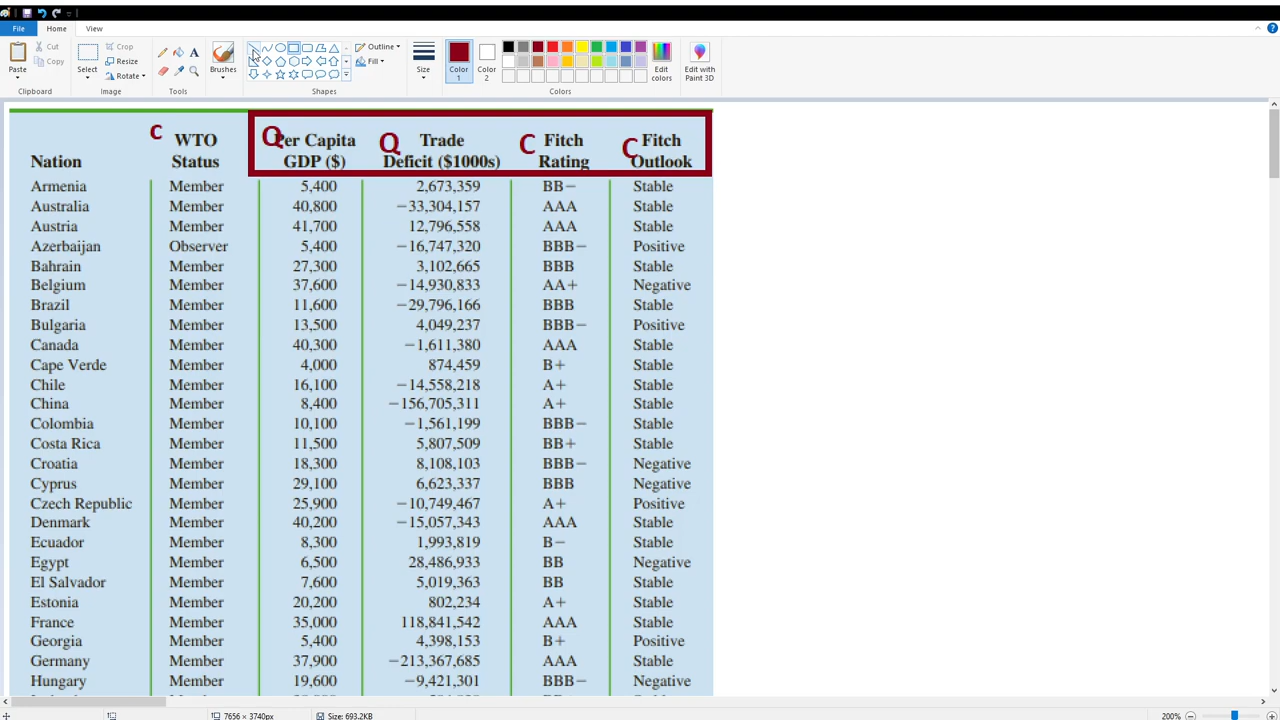 File Home View
Paste Cut Copy Clipboard
Select Crop Resize Rotate Image
A Tools
Brushes
Outline Fill Shapes
Size
Color 1 Color 2 Edit colors Colors
Edit with Paint 3D
Nation C WTO Status Q Per Capita GDP ($) Q Trade Deficit ($1000s) C Fitch Rating C Fitch Outlook
Armenia Member 5,400 2,673,359 BB− Stable
Australia Member 40,800 −33,304,157 AAA Stable
Austria Member 41,700 12,796,558 AAA Stable
Azerbaijan Observer 5,400 −16,747,320 BBB− Positive
Bahrain Member 27,300 3,102,665 BBB Stable
Belgium Member 37,600 −14,930,833 AA+ Negative
Brazil Member 11,600 −29,796,166 BBB Stable
Bulgaria Member 13,500 4,049,237 BBB− Positive
Canada Member 40,300 −1,611,380 AAA Stable
Cape Verde Member 4,000 874,459 B+ Stable
Chile Member 16,100 −14,558,218 A+ Stable
China Member 8,400 −156,705,311 A+ Stable
Colombia Member 10,100 −1,561,199 BBB− Stable
Costa Rica Member 11,500 5,807,509 BB+ Stable
Croatia Member 18,300 8,108,103 BBB− Negative
Cyprus Member 29,100 6,623,337 BBB Negative
Czech Republic Member 25,900 −10,749,467 A+ Positive
Denmark Member 40,200 −15,057,343 AAA Stable
Ecuador Member 8,300 1,993,819 B− Stable
Egypt Member 6,500 28,486,933 BB Negative
El Salvador Member 7,600 5,019,363 BB Stable
Estonia Member 20,200 802,234 A+ Stable
France Member 35,000 118,841,542 AAA Stable
Georgia Member 5,400 4,398,153 B+ Positive
Germany Member 37,900 −213,367,685 AAA Stable
Hungary Member 19,600 −9,421,301 BBB− Negative
7656 × 3740px Size: 693.2KB 200%